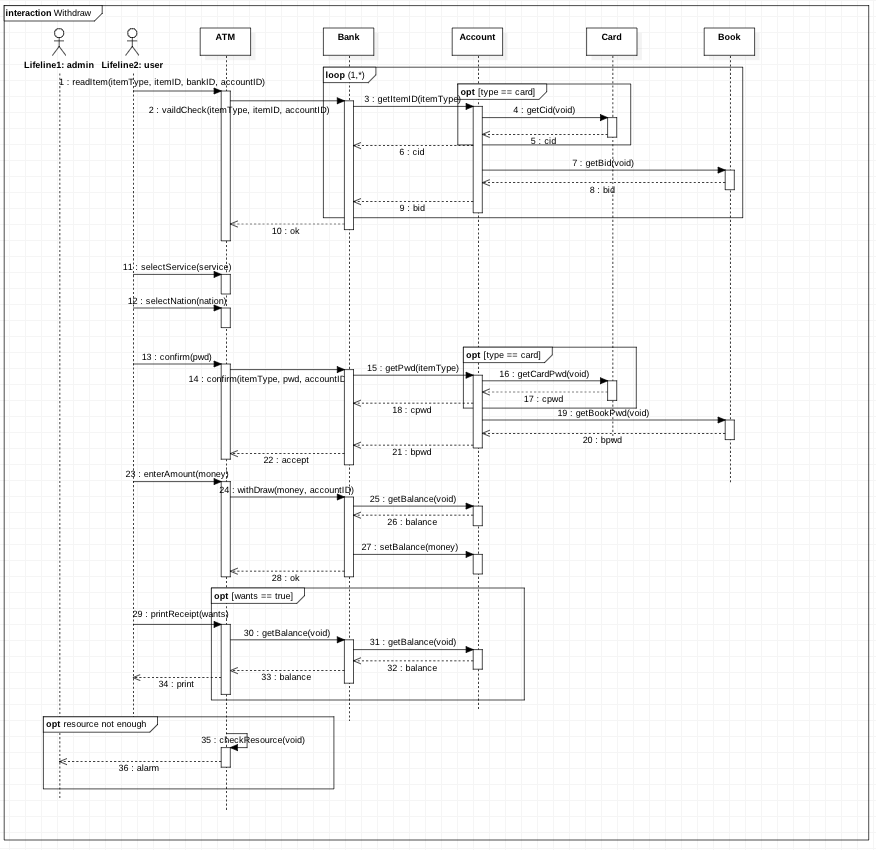 interaction Withdraw
ATM
Bank
Account
Card
Book
Lifeline1: admin
Lifeline2: user
loop (1,*)
1 : readItem(itemType, itemID, bankID, accountID)
opt [type == card]
2 : vaildCheck(itemType, itemID, accountID)
3 : getItemID(itemType)
4 : getCid(void)
5 : cid
6 : cid
7 : getBid(void)
8 : bid
9 : bid
10 : ok
11 : selectService(service)
12 : selectNation(nation)
opt [type == card]
13 : confirm(pwd)
14 : confirm(itemType, pwd, accountID
15 : getPwd(itemType)
16 : getCardPwd(void)
17 : cpwd
18 : cpwd
19 : getBookPwd(void)
20 : bpwd
21 : bpwd
22 : accept
23 : enterAmount(money)
24 : withDraw(money, accountID)
25 : getBalance(void)
26 : balance
27 : setBalance(money)
28 : ok
opt [wants == true]
29 : printReceipt(wants)
30 : getBalance(void)
31 : getBalance(void)
32 : balance
33 : balance
34 : print
opt resource not enough
35 : checkResource(void)
36 : alarm